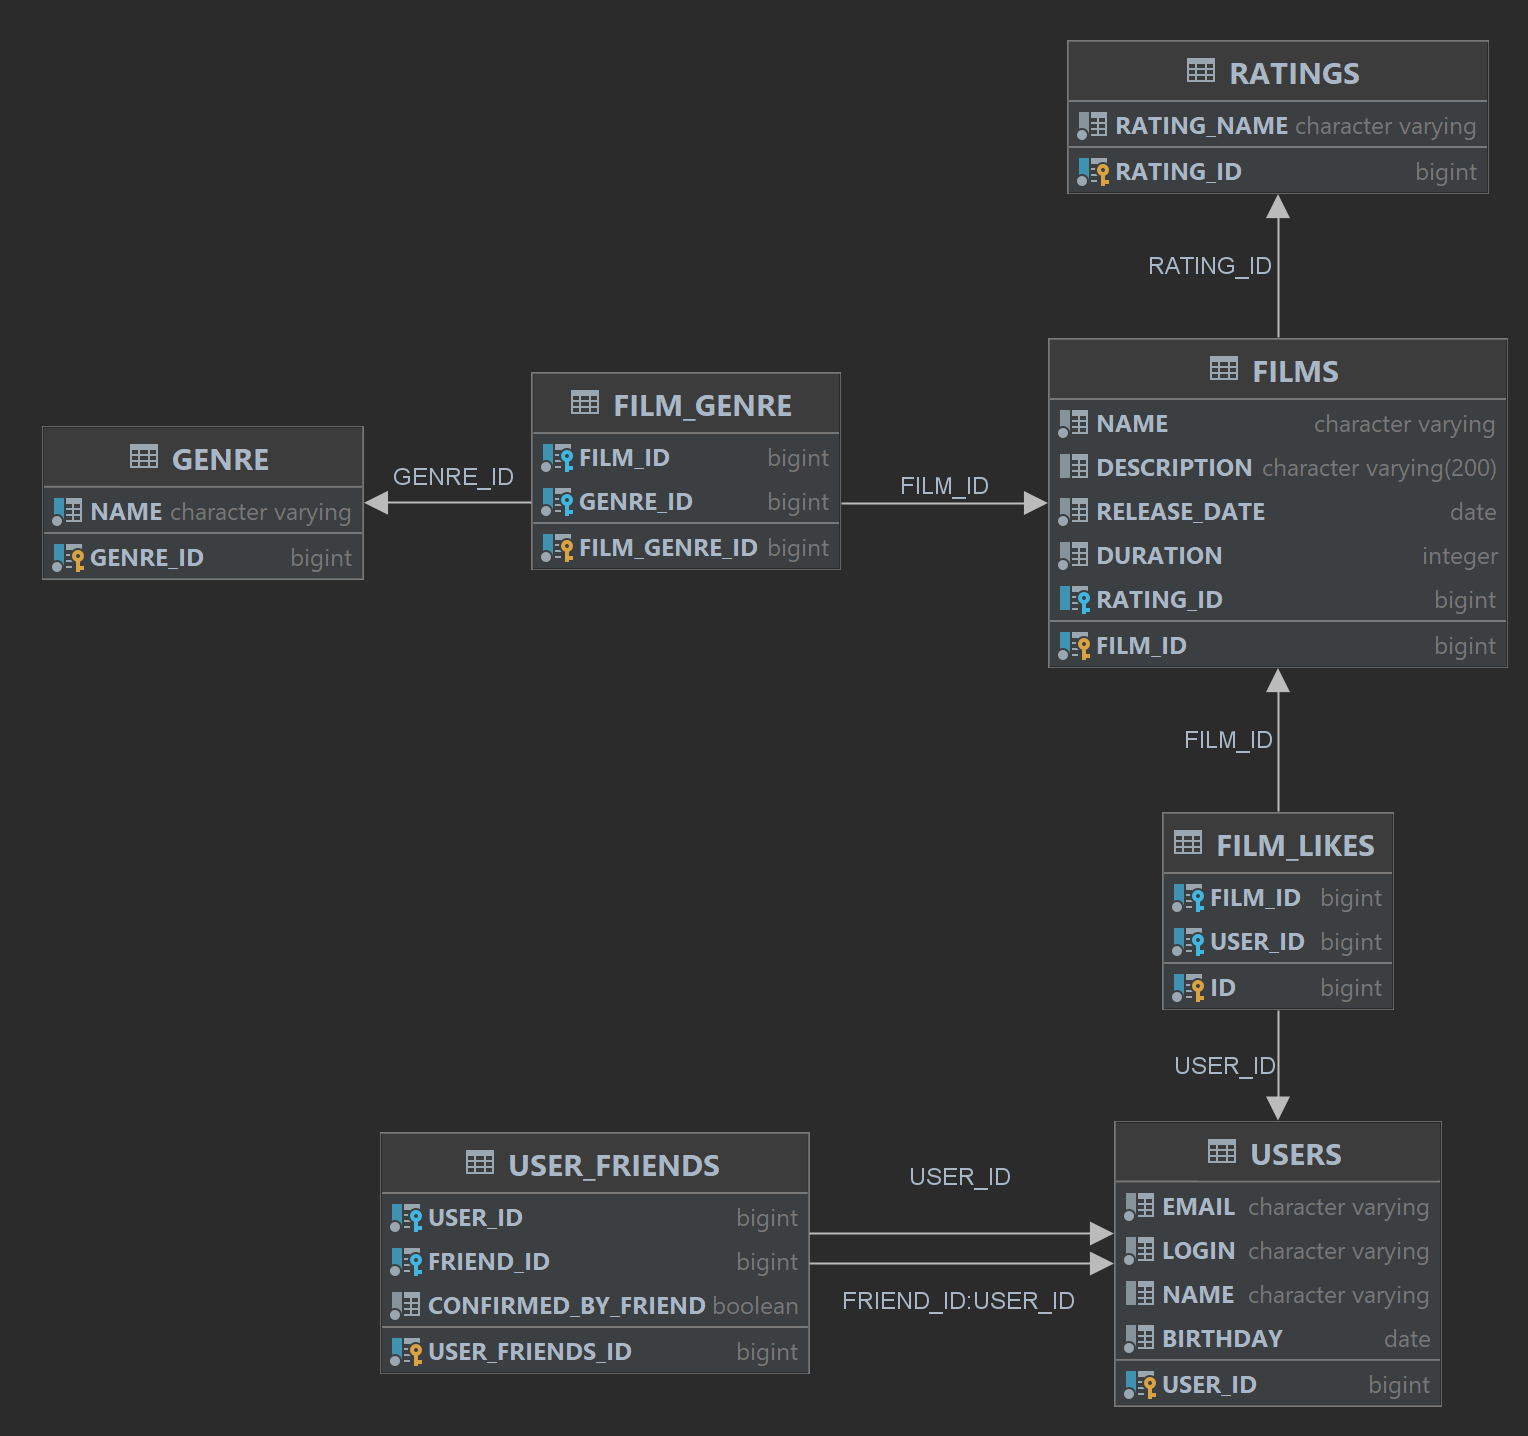 RATINGS
RATING_NAME character varying
RATING_ID bigint
RATING_ID
FILMS
NAME character varying
DESCRIPTION character varying(200)
RELEASE_DATE date
DURATION integer
RATING_ID bigint
FILM_ID bigint
FILM_GENRE
FILM_ID bigint
GENRE_ID bigint
FILM_GENRE_ID bigint
FILM_ID
GENRE_ID
GENRE
NAME character varying
GENRE_ID bigint
FILM_ID
FILM_LIKES
FILM_ID bigint
USER_ID bigint
ID bigint
USER_ID
USER_FRIENDS
USER_ID bigint
FRIEND_ID bigint
CONFIRMED_BY_FRIEND boolean
USER_FRIENDS_ID bigint
USER_ID
FRIEND_ID:USER_ID
USERS
EMAIL character varying
LOGIN character varying
NAME character varying
BIRTHDAY date
USER_ID bigint